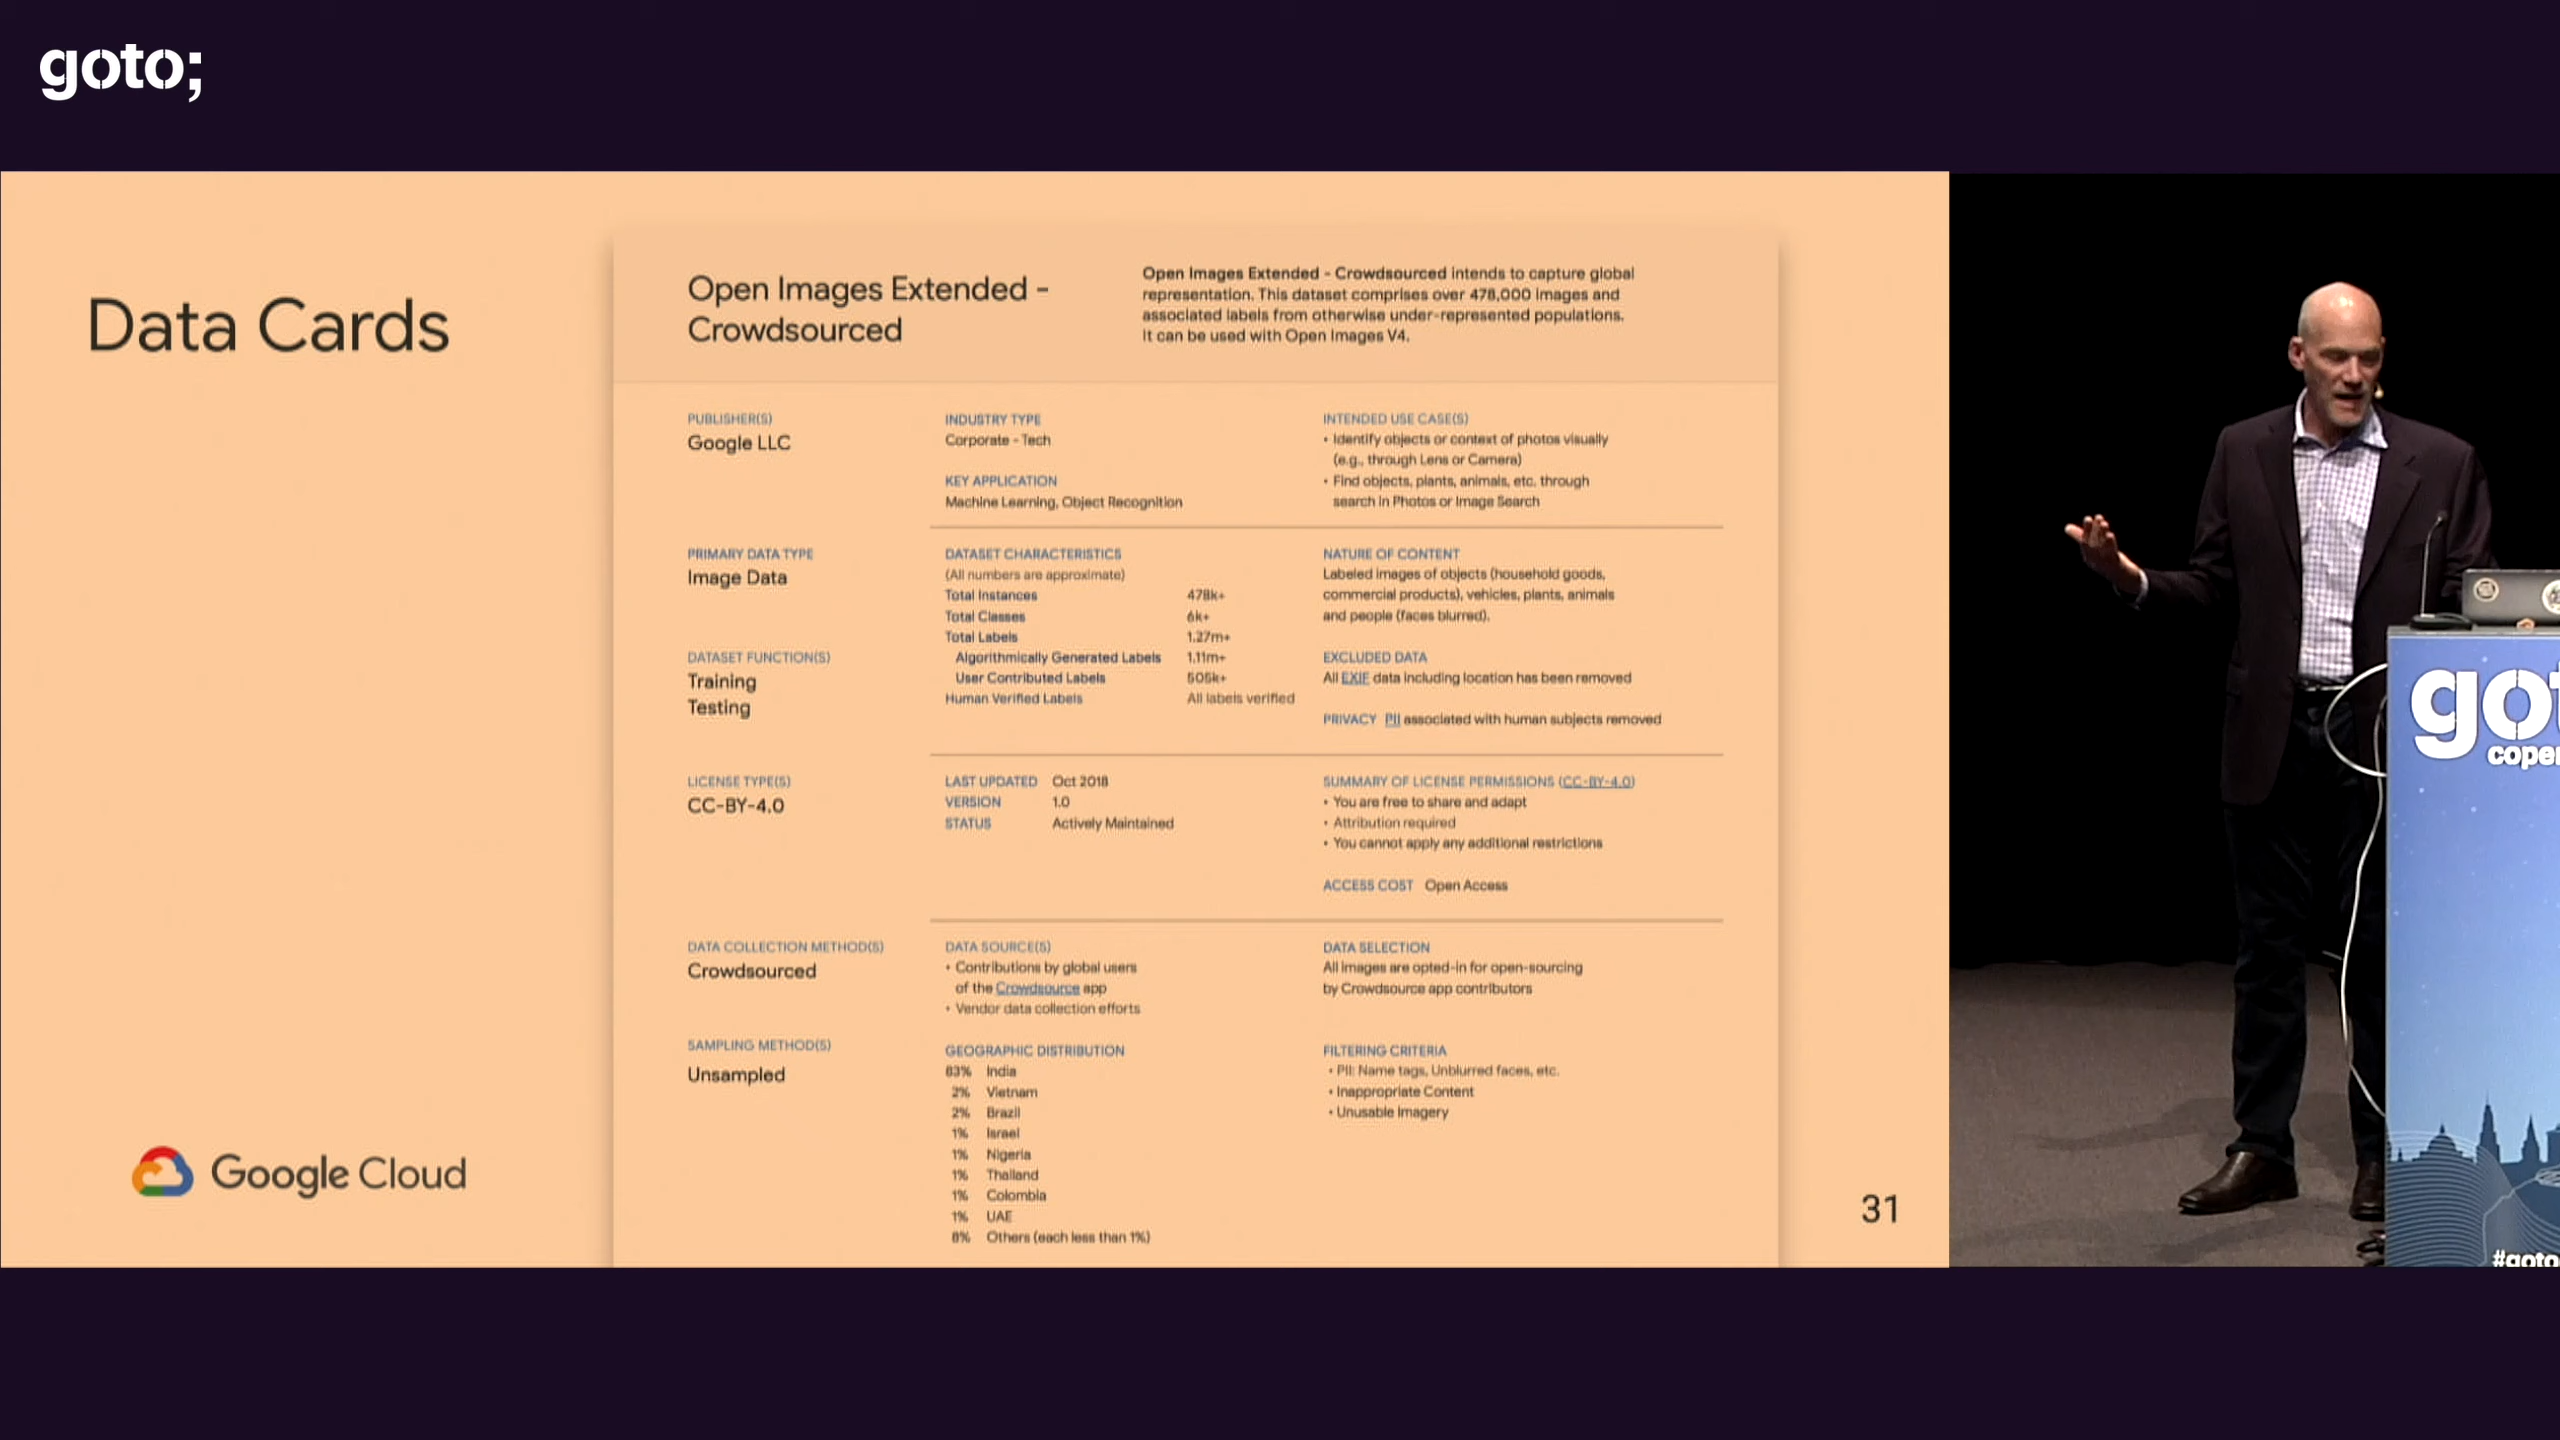 goto;
Data Cards
Open Images Extended -
Crowdsourced
Open Images Extended - Crowdsourced intends to capture global
representation. This dataset comprises over 478,000 images and
associated labels from otherwise under-represented populations.
It can be used with Open Images V4.
PUBLISHER(S)
Google LLC
INDUSTRY TYPE
Corporate - Tech
KEY APPLICATION
Machine Learning, Object Recognition
INTENDED USE CASE(S)
• Identify objects or context of photos visually
(e.g., through Lens or Camera)
• Find objects, plants, animals, etc. through
search in Photos or Image Search
PRIMARY DATA TYPE
Image Data
DATASET FUNCTION(S)
Training
Testing
DATASET CHARACTERISTICS
(All numbers are approximate)
Total Instances 478k+
Total Classes 6k+
Total Labels 1.27m+
Algorithmically Generated Labels 1.11m+
User Contributed Labels 505k+
Human Verified Labels All labels verified
NATURE OF CONTENT
Labeled images of objects (household goods,
commercial products), vehicles, plants, animals
and people (faces blurred).
EXCLUDED DATA
All EXIF data including location has been removed
PRIVACY PII associated with human subjects removed
LICENSE TYPE(S)
CC-BY-4.0
LAST UPDATED Oct 2018
VERSION 1.0
STATUS Actively Maintained
SUMMARY OF LICENSE PERMISSIONS (CC-BY-4.0)
• You are free to share and adapt
• Attribution required
• You cannot apply any additional restrictions
ACCESS COST Open Access
DATA COLLECTION METHOD(S)
Crowdsourced
SAMPLING METHOD(S)
Unsampled
DATA SOURCE(S)
• Contributions by global users
of the Crowdsource app
• Vendor data collection efforts
GEOGRAPHIC DISTRIBUTION
83% India
2% Vietnam
2% Brazil
1% Israel
1% Nigeria
1% Thailand
1% Colombia
1% UAE
8% Others (each less than 1%)
DATA SELECTION
All images are opted-in for open-sourcing
by Crowdsource app contributors
FILTERING CRITERIA
• PII: Name tags, Unblurred faces, etc.
• Inappropriate Content
• Unusable Imagery
Google Cloud
31
got
cope
#goto